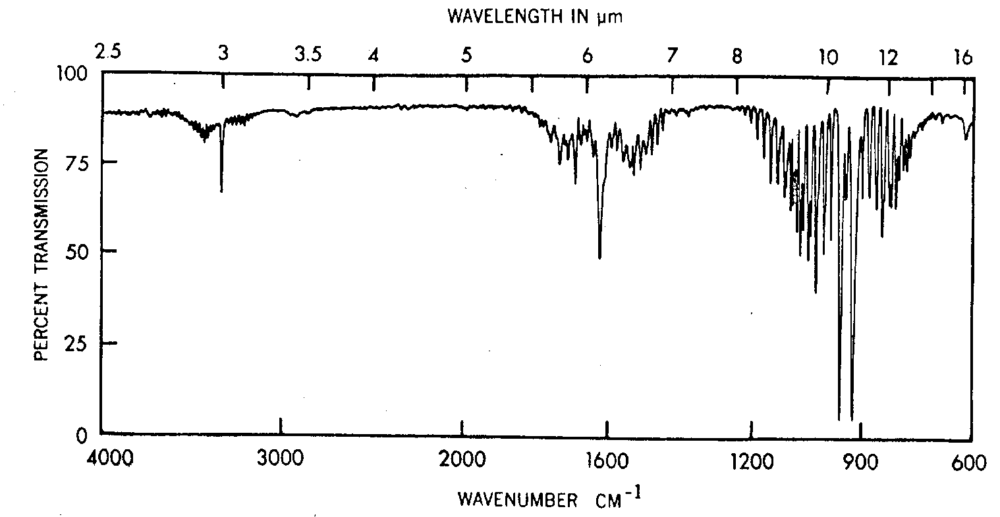 WAVELENGTH IN µm
2.5 3 3.5 4 5 6 7 8 10 12 16
100
75
50
25
0
PERCENT TRANSMISSION
4000 3000 2000 1600 1200 900 600
WAVENUMBER CM⁻¹